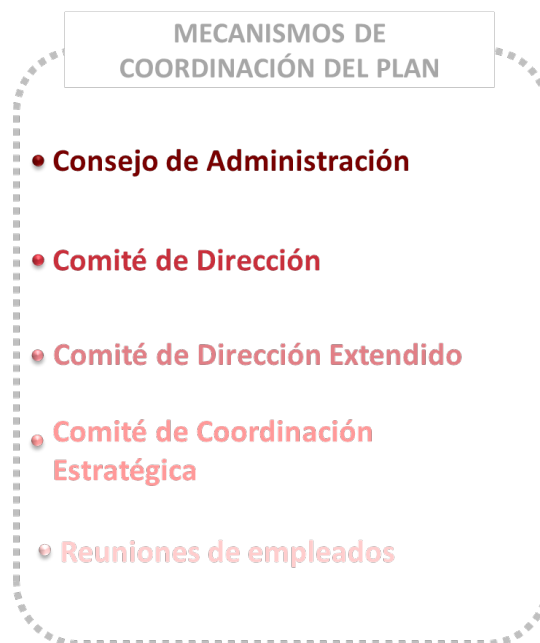 MECANISMOS DE
COORDINACIÓN DEL PLAN
Consejo de Administración
Comité de Dirección
Comité de Dirección Extendido
Comité de Coordinación
Estratégica
Reuniones de empleados